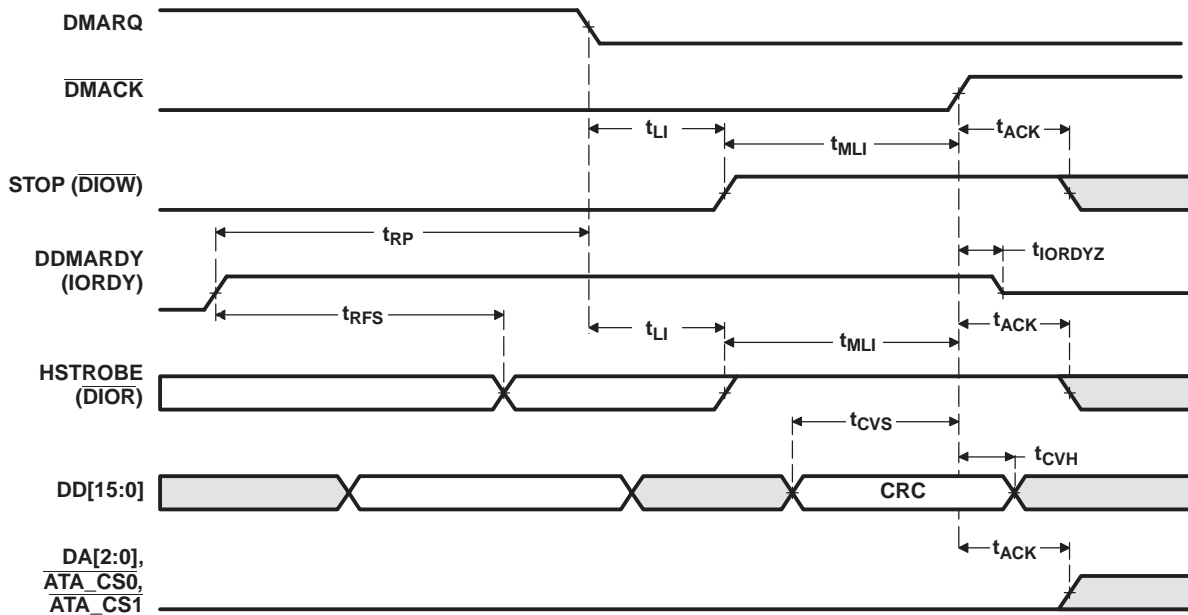 DMARQ
DMACK
tLI
tMLI
tACK
STOP (DIOW)
tRP
DDMARDY
(IORDY)
tIORDYZ
tRFS
tLI
tMLI
tACK
HSTROBE
(DIOR)
tCVS
tCVH
DD[15:0]
CRC
tACK
DA[2:0],
ATA_CS0,
ATA_CS1